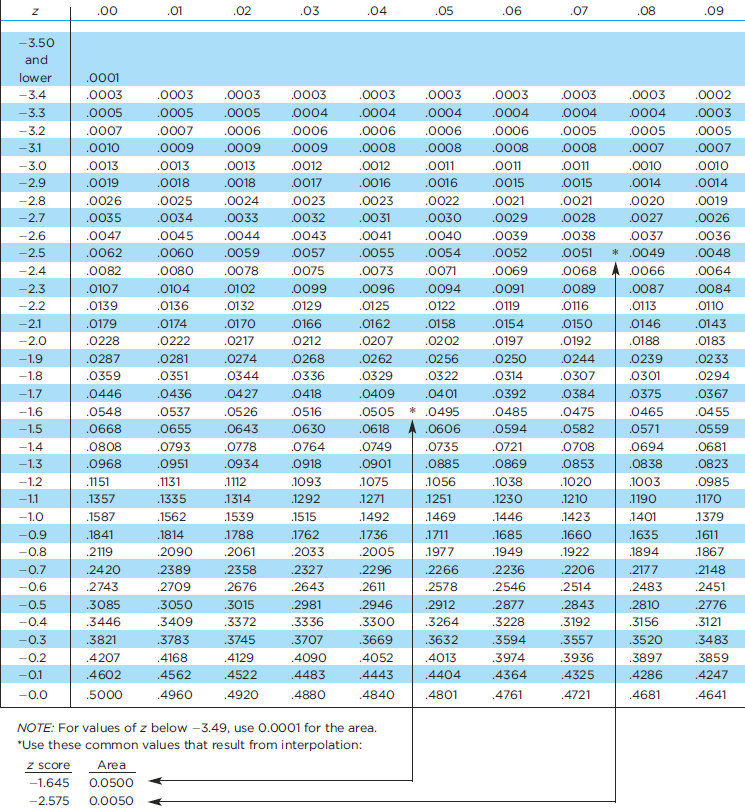 z .00 .01 .02 .03 .04 .05 .06 .07 .08 .09
−3.50
and
lower .0001
−3.4 .0003 .0003 .0003 .0003 .0003 .0003 .0003 .0003 .0003 .0002
−3.3 .0005 .0005 .0005 .0004 .0004 .0004 .0004 .0004 .0004 .0003
−3.2 .0007 .0007 .0006 .0006 .0006 .0006 .0006 .0005 .0005 .0005
−3.1 .0010 .0009 .0009 .0009 .0008 .0008 .0008 .0008 .0007 .0007
−3.0 .0013 .0013 .0013 .0012 .0012 .0011 .0011 .0011 .0010 .0010
−2.9 .0019 .0018 .0018 .0017 .0016 .0016 .0015 .0015 .0014 .0014
−2.8 .0026 .0025 .0024 .0023 .0023 .0022 .0021 .0021 .0020 .0019
−2.7 .0035 .0034 .0033 .0032 .0031 .0030 .0029 .0028 .0027 .0026
−2.6 .0047 .0045 .0044 .0043 .0041 .0040 .0039 .0038 .0037 .0036
−2.5 .0062 .0060 .0059 .0057 .0055 .0054 .0052 .0051 * .0049 .0048
−2.4 .0082 .0080 .0078 .0075 .0073 .0071 .0069 .0068 .0066 .0064
−2.3 .0107 .0104 .0102 .0099 .0096 .0094 .0091 .0089 .0087 .0084
−2.2 .0139 .0136 .0132 .0129 .0125 .0122 .0119 .0116 .0113 .0110
−2.1 .0179 .0174 .0170 .0166 .0162 .0158 .0154 .0150 .0146 .0143
−2.0 .0228 .0222 .0217 .0212 .0207 .0202 .0197 .0192 .0188 .0183
−1.9 .0287 .0281 .0274 .0268 .0262 .0256 .0250 .0244 .0239 .0233
−1.8 .0359 .0351 .0344 .0336 .0329 .0322 .0314 .0307 .0301 .0294
−1.7 .0446 .0436 .0427 .0418 .0409 .0401 .0392 .0384 .0375 .0367
−1.6 .0548 .0537 .0526 .0516 .0505 * .0495 .0485 .0475 .0465 .0455
−1.5 .0668 .0655 .0643 .0630 .0618 .0606 .0594 .0582 .0571 .0559
−1.4 .0808 .0793 .0778 .0764 .0749 .0735 .0721 .0708 .0694 .0681
−1.3 .0968 .0951 .0934 .0918 .0901 .0885 .0869 .0853 .0838 .0823
−1.2 .1151 .1131 .1112 .1093 .1075 .1056 .1038 .1020 .1003 .0985
−1.1 .1357 .1335 .1314 .1292 .1271 .1251 .1230 .1210 .1190 .1170
−1.0 .1587 .1562 .1539 .1515 .1492 .1469 .1446 .1423 .1401 .1379
−0.9 .1841 .1814 .1788 .1762 .1736 .1711 .1685 .1660 .1635 .1611
−0.8 .2119 .2090 .2061 .2033 .2005 .1977 .1949 .1922 .1894 .1867
−0.7 .2420 .2389 .2358 .2327 .2296 .2266 .2236 .2206 .2177 .2148
−0.6 .2743 .2709 .2676 .2643 .2611 .2578 .2546 .2514 .2483 .2451
−0.5 .3085 .3050 .3015 .2981 .2946 .2912 .2877 .2843 .2810 .2776
−0.4 .3446 .3409 .3372 .3336 .3300 .3264 .3228 .3192 .3156 .3121
−0.3 .3821 .3783 .3745 .3707 .3669 .3632 .3594 .3557 .3520 .3483
−0.2 .4207 .4168 .4129 .4090 .4052 .4013 .3974 .3936 .3897 .3859
−0.1 .4602 .4562 .4522 .4483 .4443 .4404 .4364 .4325 .4286 .4247
−0.0 .5000 .4960 .4920 .4880 .4840 .4801 .4761 .4721 .4681 .4641
NOTE: For values of z below −3.49, use 0.0001 for the area.
*Use these common values that result from interpolation:
z score Area
−1.645 0.0500
−2.575 0.0050